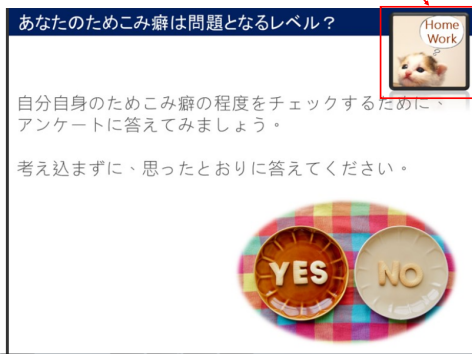 あなたのためこみ癖は問題となるレベル？
Home
Work
自分自身のためこみ癖の程度をチェックするために、
アンケートに答えてみましょう。
考え込まずに、思ったとおりに答えてください。
YES
NO